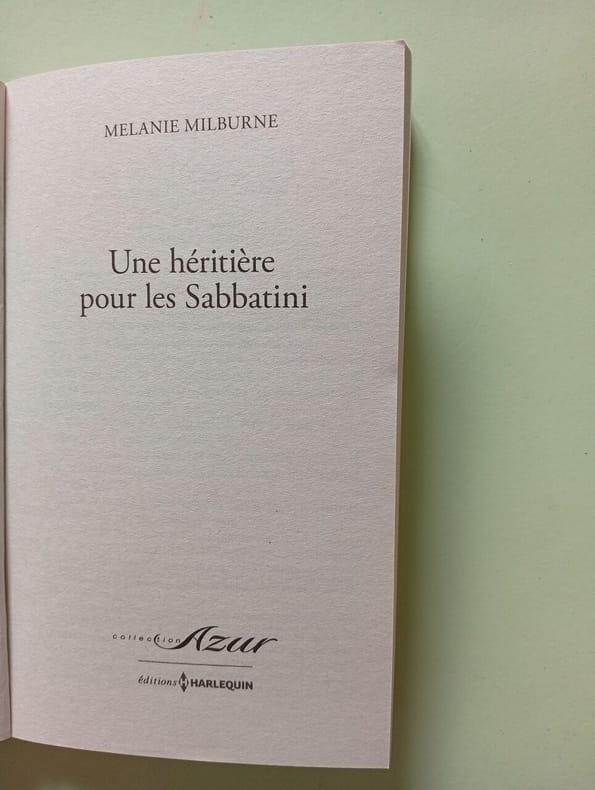 MELANIE MILBURNE
Une héritière
pour les Sabbatini
collection Azur
éditions HARLEQUIN